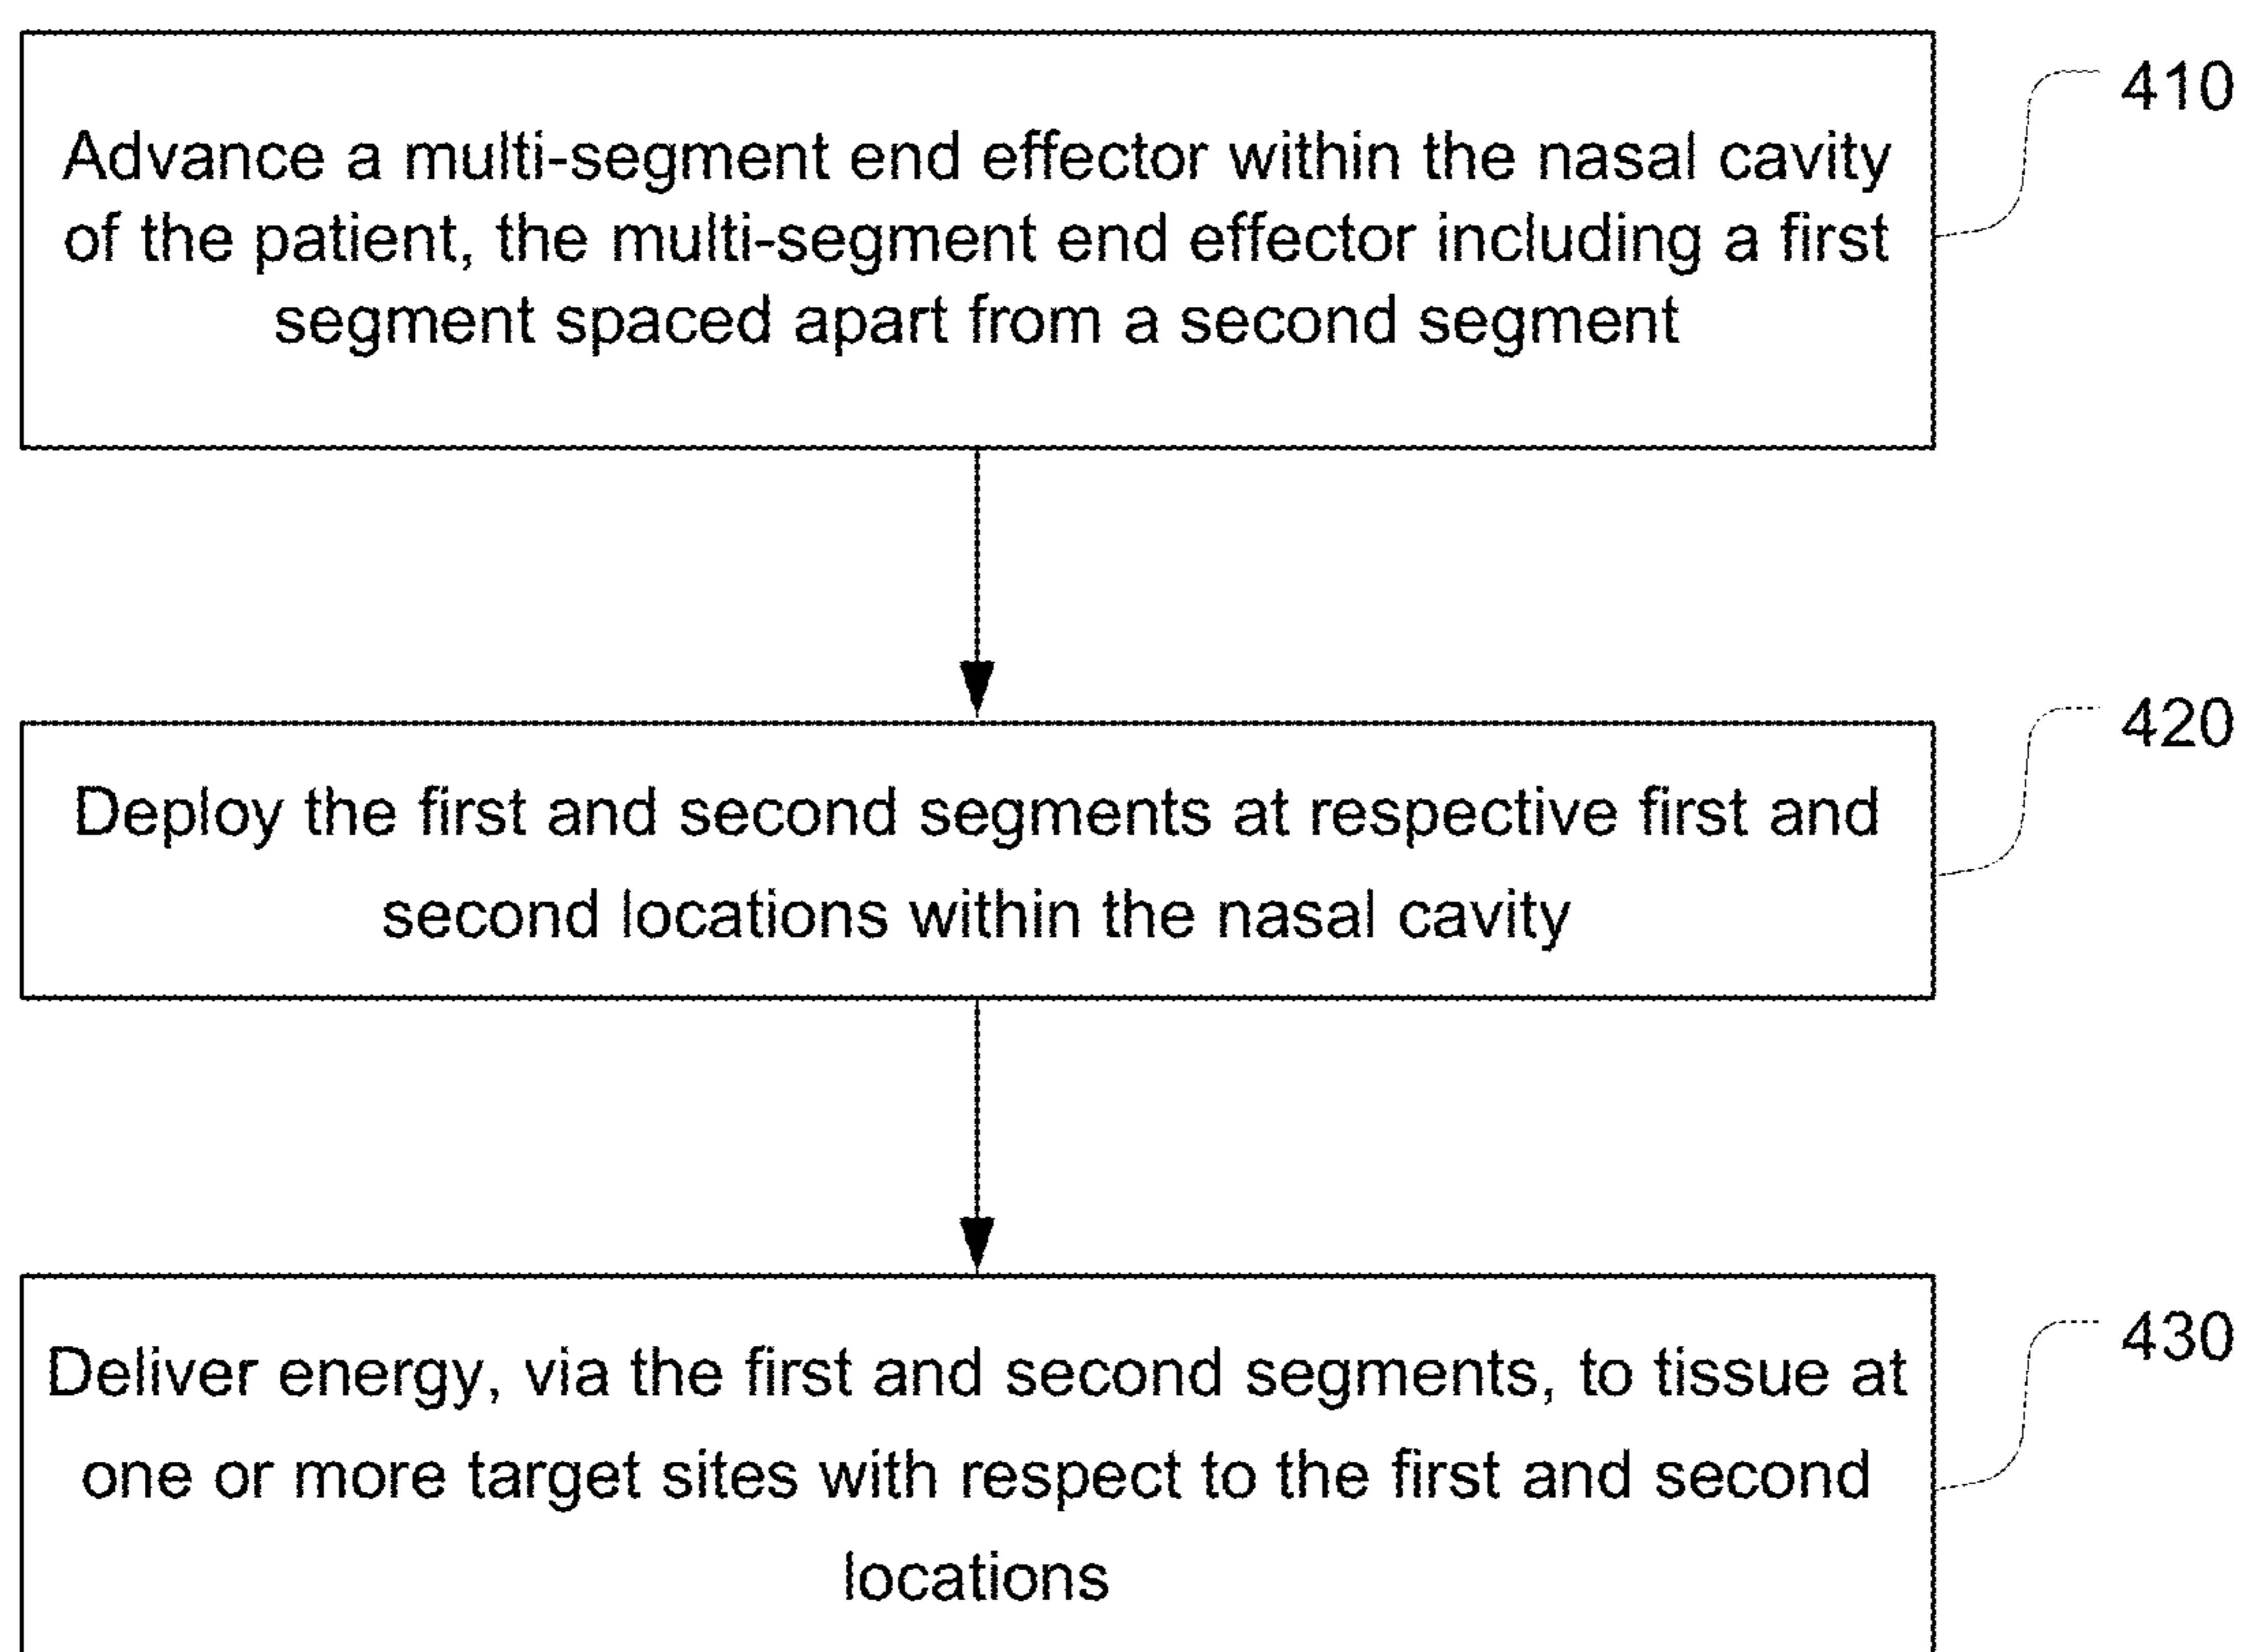 410
Advance a multi-segment end effector within the nasal cavity
of the patient, the multi-segment end effector including a first
segment spaced apart from a second segment
420
Deploy the first and second segments at respective first and
second locations within the nasal cavity
430
Deliver energy, via the first and second segments, to tissue at
one or more target sites with respect to the first and second
locations